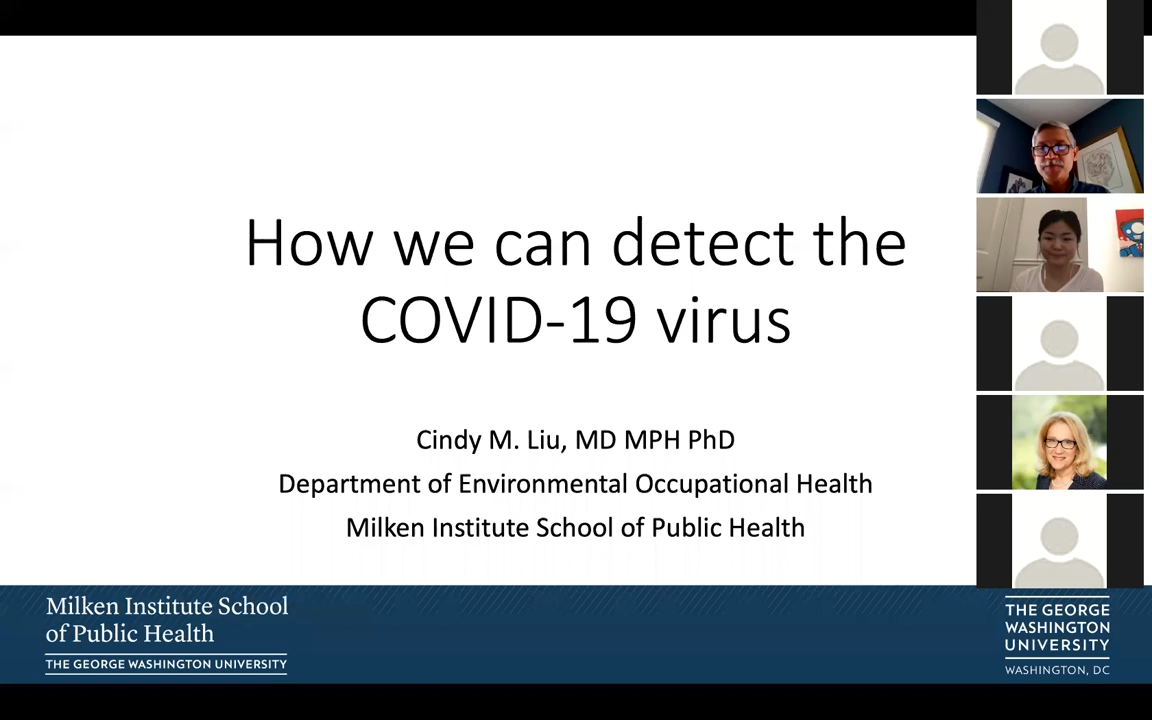 How we can detect the
COVID-19 virus
Cindy M. Liu, MD MPH PhD
Department of Environmental Occupational Health
Milken Institute School of Public Health
Milken Institute School
of Public Health
THE GEORGE WASHINGTON UNIVERSITY
THE GEORGE
WASHINGTON
UNIVERSITY
WASHINGTON, DC